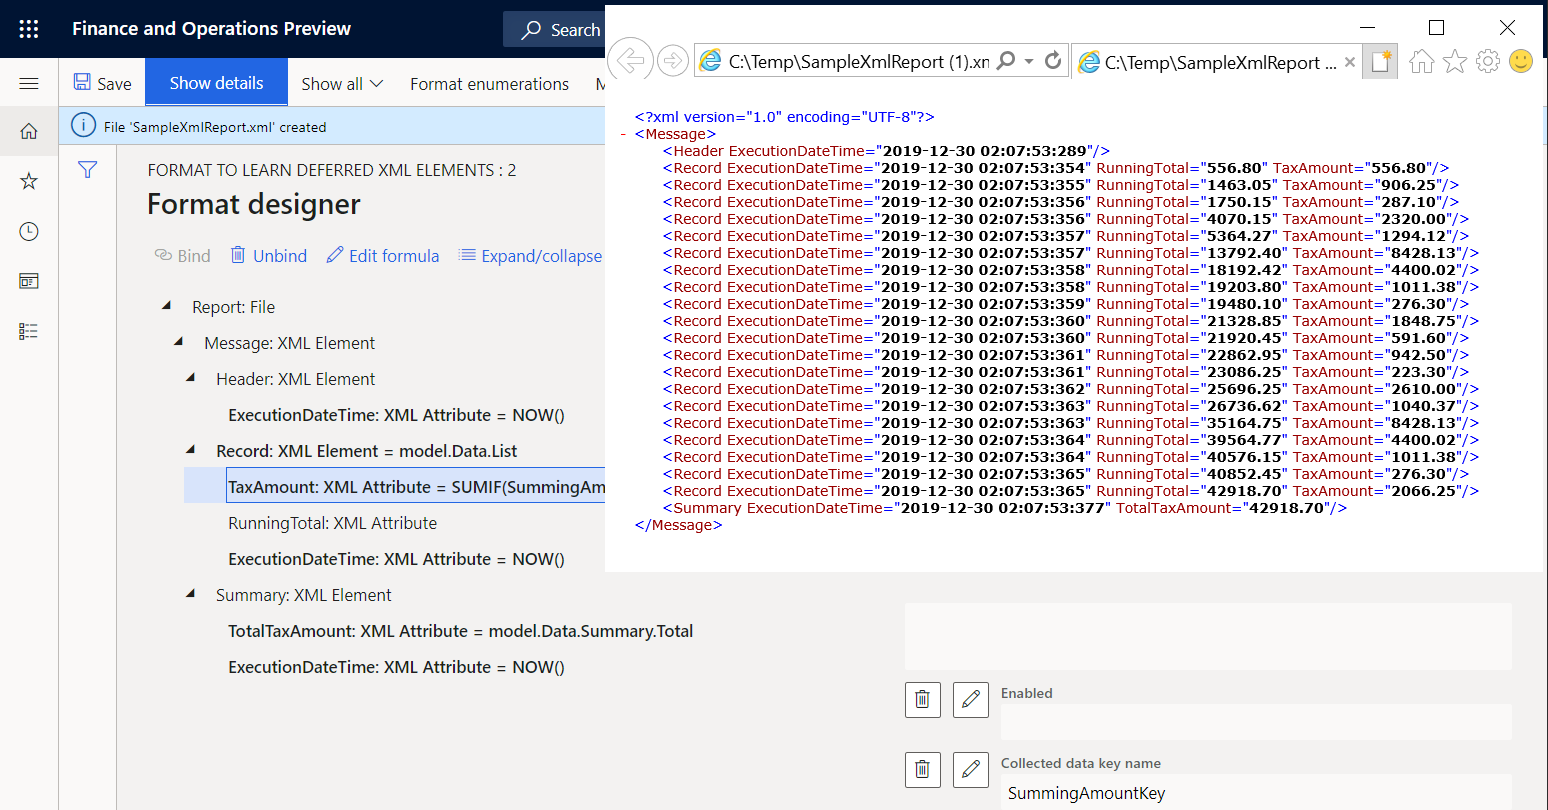 Finance and Operations Preview
Search
Save
Show details
Show all
Format enumerations
M
File 'SampleXmlReport.xml' created
FORMAT TO LEARN DEFERRED XML ELEMENTS : 2
Format designer
Bind
Unbind
Edit formula
Expand/collapse
Report: File
Message: XML Element
Header: XML Element
ExecutionDateTime: XML Attribute = NOW()
Record: XML Element = model.Data.List
TaxAmount: XML Attribute = SUMIF(SummingAm
RunningTotal: XML Attribute
ExecutionDateTime: XML Attribute = NOW()
Summary: XML Element
TotalTaxAmount: XML Attribute = model.Data.Summary.Total
ExecutionDateTime: XML Attribute = NOW()
C:\Temp\SampleXmlReport (1).xn
C:\Temp\SampleXmlReport ...
<?xml version="1.0" encoding="UTF-8"?>
- <Message>
<Header ExecutionDateTime="2019-12-30 02:07:53:289"/>
<Record ExecutionDateTime="2019-12-30 02:07:53:354" RunningTotal="556.80" TaxAmount="556.80"/>
<Record ExecutionDateTime="2019-12-30 02:07:53:355" RunningTotal="1463.05" TaxAmount="906.25"/>
<Record ExecutionDateTime="2019-12-30 02:07:53:356" RunningTotal="1750.15" TaxAmount="287.10"/>
<Record ExecutionDateTime="2019-12-30 02:07:53:356" RunningTotal="4070.15" TaxAmount="2320.00"/>
<Record ExecutionDateTime="2019-12-30 02:07:53:357" RunningTotal="5364.27" TaxAmount="1294.12"/>
<Record ExecutionDateTime="2019-12-30 02:07:53:357" RunningTotal="13792.40" TaxAmount="8428.13"/>
<Record ExecutionDateTime="2019-12-30 02:07:53:358" RunningTotal="18192.42" TaxAmount="4400.02"/>
<Record ExecutionDateTime="2019-12-30 02:07:53:358" RunningTotal="19203.80" TaxAmount="1011.38"/>
<Record ExecutionDateTime="2019-12-30 02:07:53:359" RunningTotal="19480.10" TaxAmount="276.30"/>
<Record ExecutionDateTime="2019-12-30 02:07:53:360" RunningTotal="21328.85" TaxAmount="1848.75"/>
<Record ExecutionDateTime="2019-12-30 02:07:53:360" RunningTotal="21920.45" TaxAmount="591.60"/>
<Record ExecutionDateTime="2019-12-30 02:07:53:361" RunningTotal="22862.95" TaxAmount="942.50"/>
<Record ExecutionDateTime="2019-12-30 02:07:53:361" RunningTotal="23086.25" TaxAmount="223.30"/>
<Record ExecutionDateTime="2019-12-30 02:07:53:362" RunningTotal="25696.25" TaxAmount="2610.00"/>
<Record ExecutionDateTime="2019-12-30 02:07:53:363" RunningTotal="26736.62" TaxAmount="1040.37"/>
<Record ExecutionDateTime="2019-12-30 02:07:53:363" RunningTotal="35164.75" TaxAmount="8428.13"/>
<Record ExecutionDateTime="2019-12-30 02:07:53:364" RunningTotal="39564.77" TaxAmount="4400.02"/>
<Record ExecutionDateTime="2019-12-30 02:07:53:364" RunningTotal="40576.15" TaxAmount="1011.38"/>
<Record ExecutionDateTime="2019-12-30 02:07:53:365" RunningTotal="40852.45" TaxAmount="276.30"/>
<Record ExecutionDateTime="2019-12-30 02:07:53:365" RunningTotal="42918.70" TaxAmount="2066.25"/>
<Summary ExecutionDateTime="2019-12-30 02:07:53:377" TotalTaxAmount="42918.70"/>
</Message>
Enabled
Collected data key name
SummingAmountKey